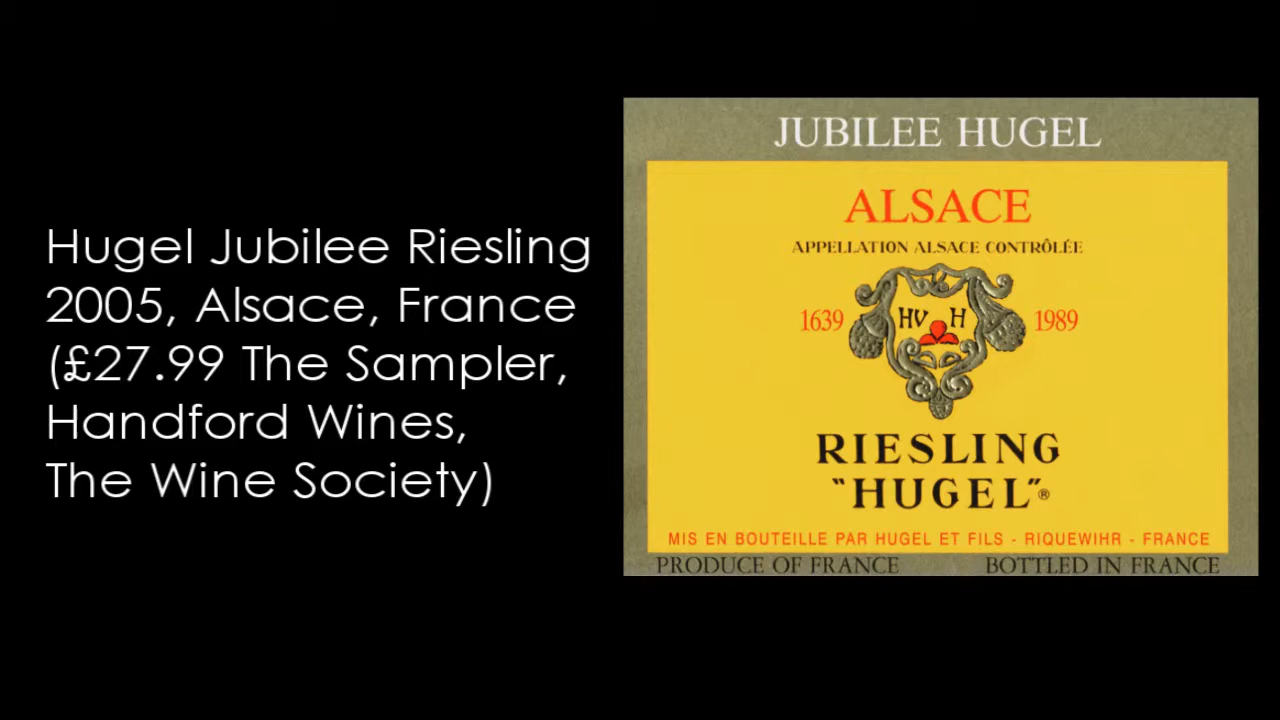 Hugel Jubilee Riesling
2005, Alsace, France
(£27.99 The Sampler,
Handford Wines,
The Wine Society)
JUBILEE HUGEL
ALSACE
APPELLATION ALSACE CONTRÔLÉE
1639 HV H 1989
RIESLING
"HUGEL"®
MIS EN BOUTEILLE PAR HUGEL ET FILS - RIQUEWIHR - FRANCE
PRODUCE OF FRANCE BOTTLED IN FRANCE